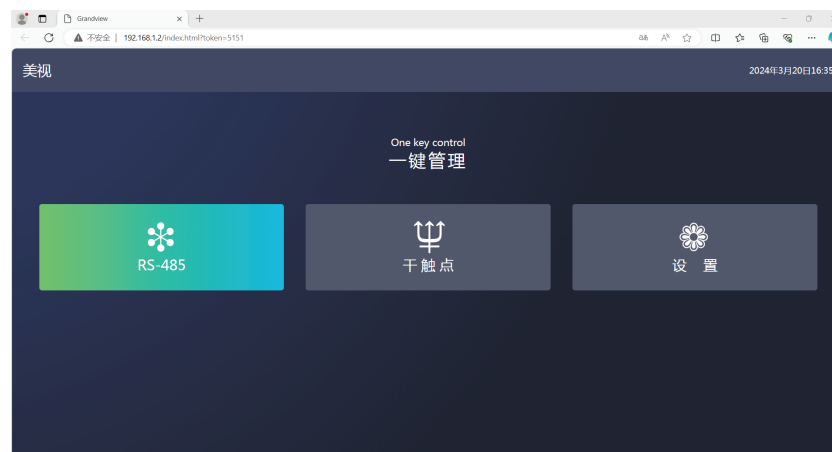 Grandview
不安全 | 192.168.1.2/index.html?token=5151
美视
2024年3月20日16:35
One key control
一键管理
RS-485
干触点
设 置